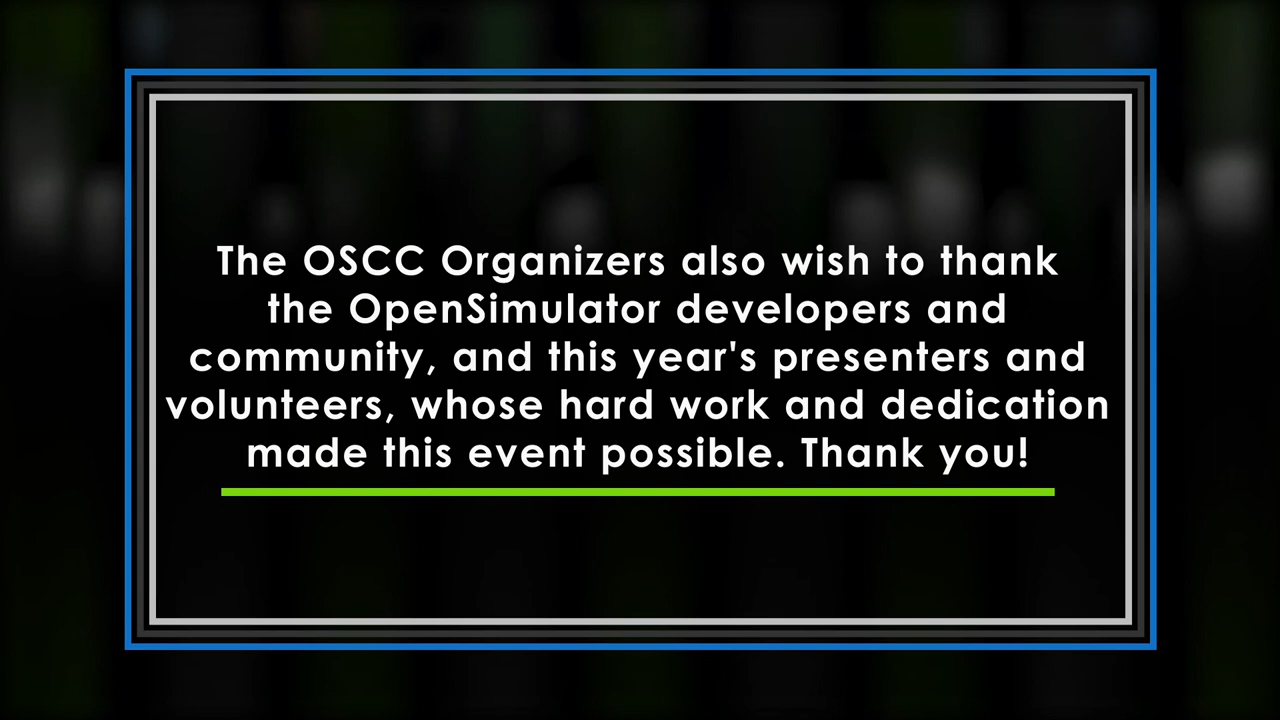 The OSCC Organizers also wish to thank
the OpenSimulator developers and
community, and this year's presenters and
volunteers, whose hard work and dedication
made this event possible. Thank you!